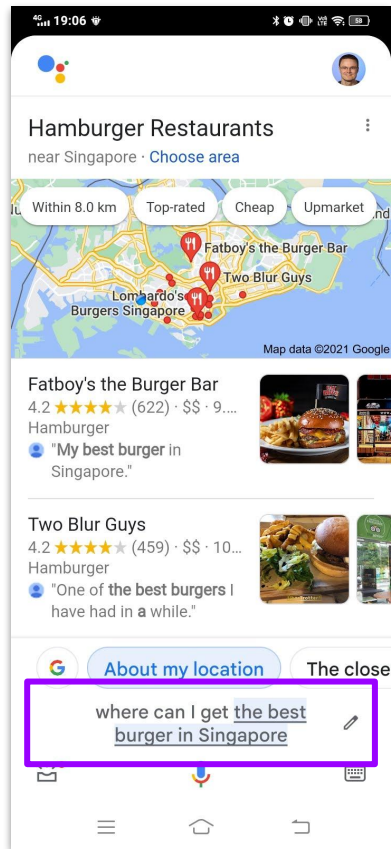 4G 19:06 58
Hamburger Restaurants
near Singapore · Choose area
Within 8.0 km Top-rated Cheap Upmarket
Fatboy's the Burger Bar
Two Blur Guys
Lombardo's
Burgers Singapore
Map data ©2021 Google
Fatboy's the Burger Bar
4.2 ★★★★★ (622) · $$ · 9....
Hamburger
"My best burger in
Singapore."
Two Blur Guys
4.2 ★★★★★ (459) · $$ · 10...
Hamburger
"One of the best burgers I
have had in a while."
G About my location The close
where can I get the best
burger in Singapore